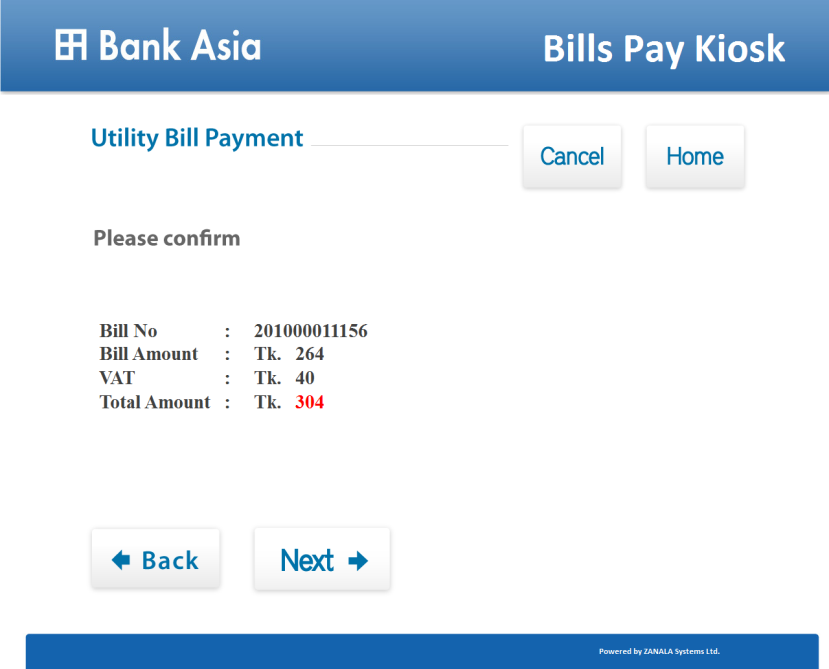 Bank Asia
Bills Pay Kiosk
Utility Bill Payment
Cancel
Home
Please confirm
Bill No : 201000011156
Bill Amount : Tk. 264
VAT : Tk. 40
Total Amount : Tk. 304
Back
Next
Powered by ZANALA Systems Ltd.